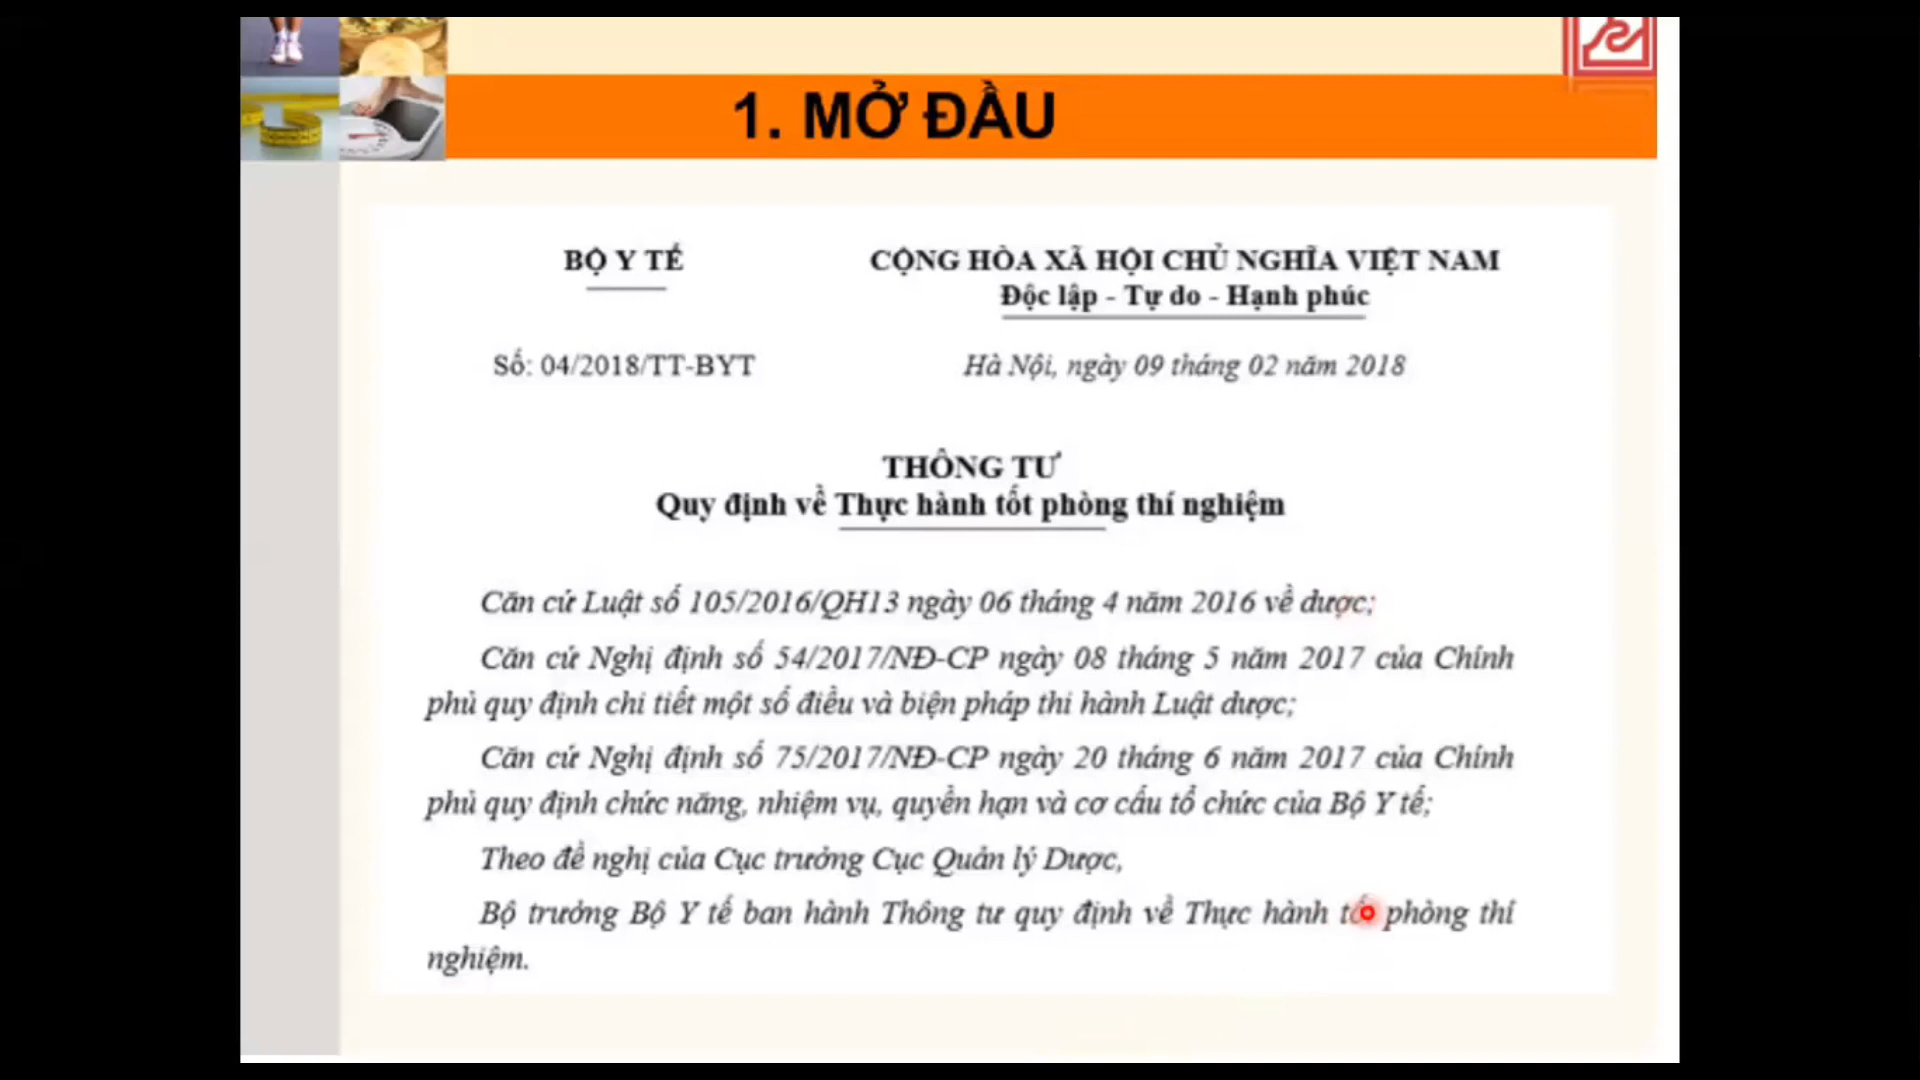 1. MỞ ĐẦU
BỘ Y TẾ
CỘNG HÒA XÃ HỘI CHỦ NGHĨA VIỆT NAM
Độc lập - Tự do - Hạnh phúc
Số: 04/2018/TT-BYT
Hà Nội, ngày 09 tháng 02 năm 2018
THÔNG TƯ
Quy định về Thực hành tốt phòng thí nghiệm
Căn cứ Luật số 105/2016/QH13 ngày 06 tháng 4 năm 2016 về dược;
Căn cứ Nghị định số 54/2017/NĐ-CP ngày 08 tháng 5 năm 2017 của Chính
phủ quy định chi tiết một số điều và biện pháp thi hành Luật dược;
Căn cứ Nghị định số 75/2017/NĐ-CP ngày 20 tháng 6 năm 2017 của Chính
phủ quy định chức năng, nhiệm vụ, quyền hạn và cơ cấu tổ chức của Bộ Y tế;
Theo đề nghị của Cục trưởng Cục Quản lý Dược,
Bộ trưởng Bộ Y tế ban hành Thông tư quy định về Thực hành tốt phòng thí
nghiệm.